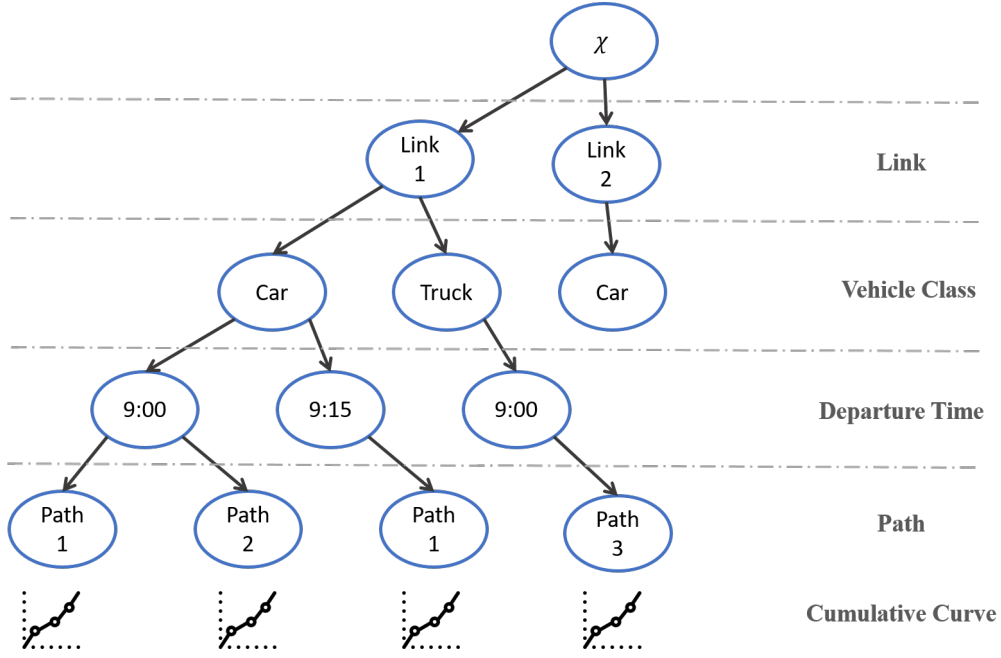 χ
Link
1
Link
2
Link
Car
Truck
Car
Vehicle Class
9:00
9:15
9:00
Departure Time
Path
1
Path
2
Path
1
Path
3
Path
Cumulative Curve